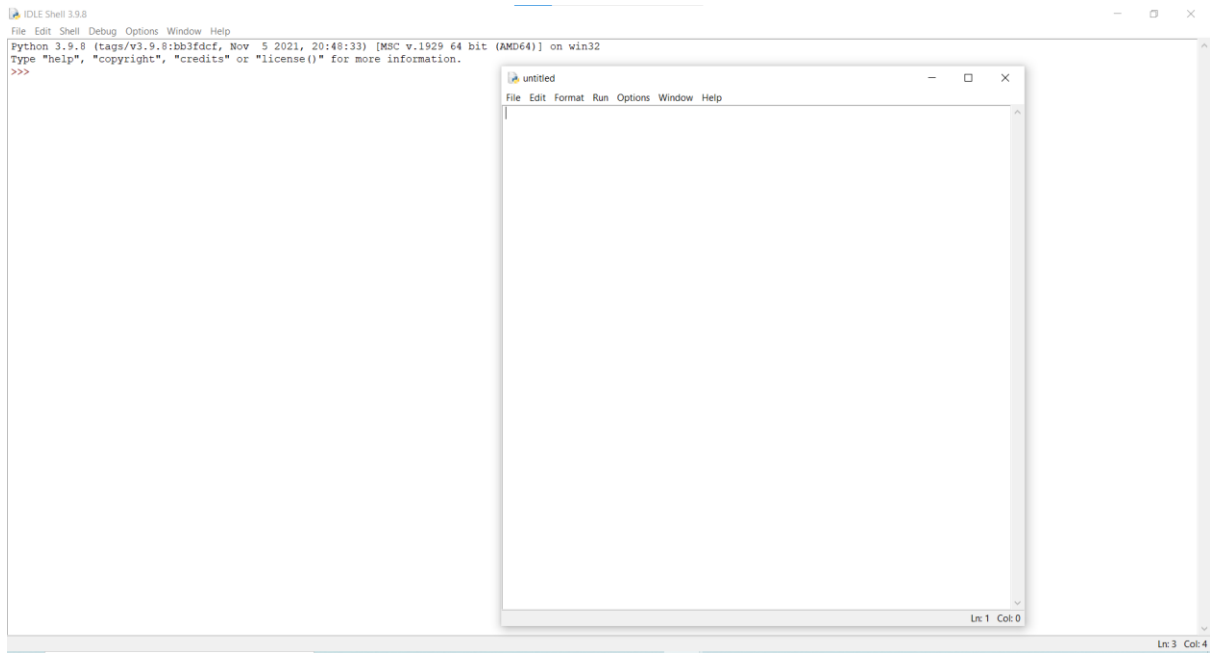 IDLE Shell 3.9.8
File Edit Shell Debug Options Window Help
Python 3.9.8 (tags/v3.9.8:bb3fdcf, Nov  5 2021, 20:48:33) [MSC v.1929 64 bit (AMD64)] on win32
Type "help", "copyright", "credits" or "license()" for more information.
>>>
untitled
File Edit Format Run Options Window Help
Ln: 1 Col: 0
Ln: 3 Col: 4